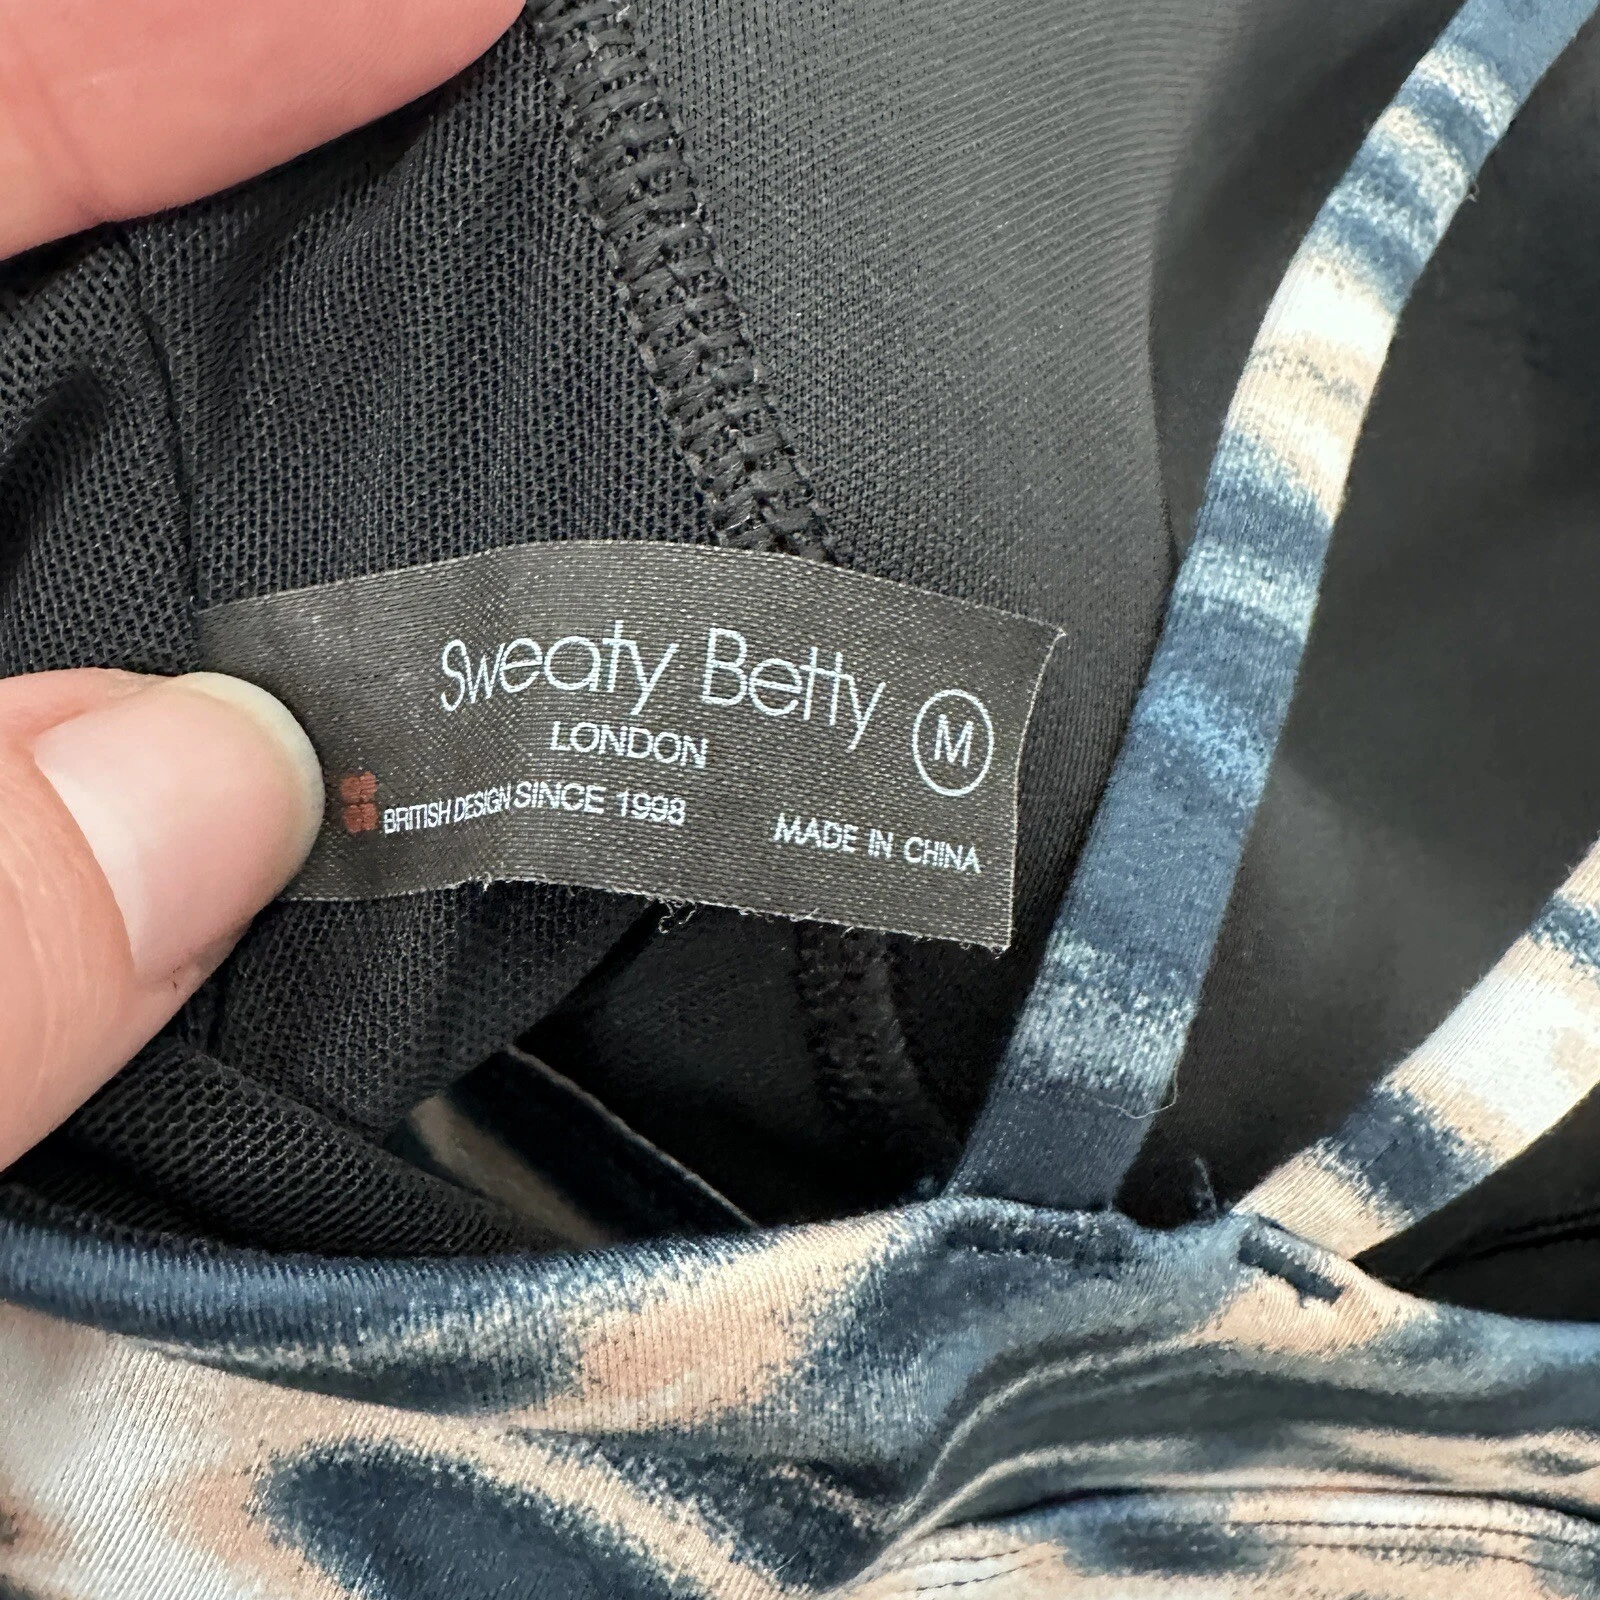 Sweaty Betty
M
LONDON
BRITISH DESIGN SINCE 1998
MADE IN CHINA